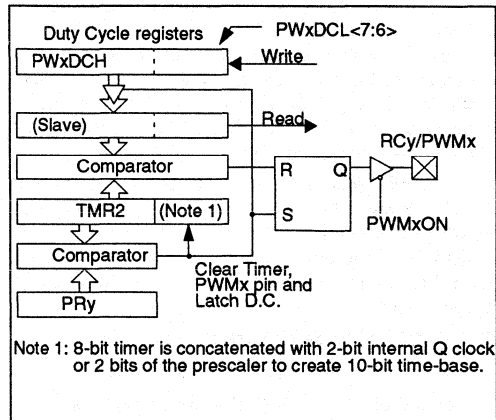 Duty Cycle registers
PWxDCL<7:6>
PWxDCH
Write
(Slave)
Read
RCy/PWMx
Comparator
R
Q
TMR2
(Note 1)
S
PWMxON
Comparator
Clear Timer,
PWMx pin and
Latch D.C.
PRy
Note 1: 8-bit timer is concatenated with 2-bit internal Q clock
or 2 bits of the prescaler to create 10-bit time-base.